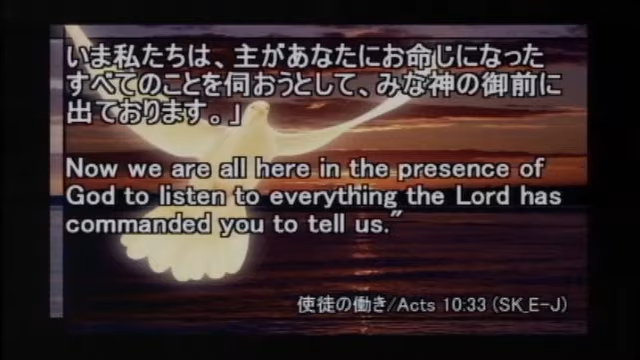 いま私たちは、主があなたにお命じになった
すべてのことを伺おうとして、みな神の御前に
出ております。」
Now we are all here in the presence of
God to listen to everything the Lord has
commanded you to tell us."
使徒の働き/Acts 10:33 (SK_E-J)